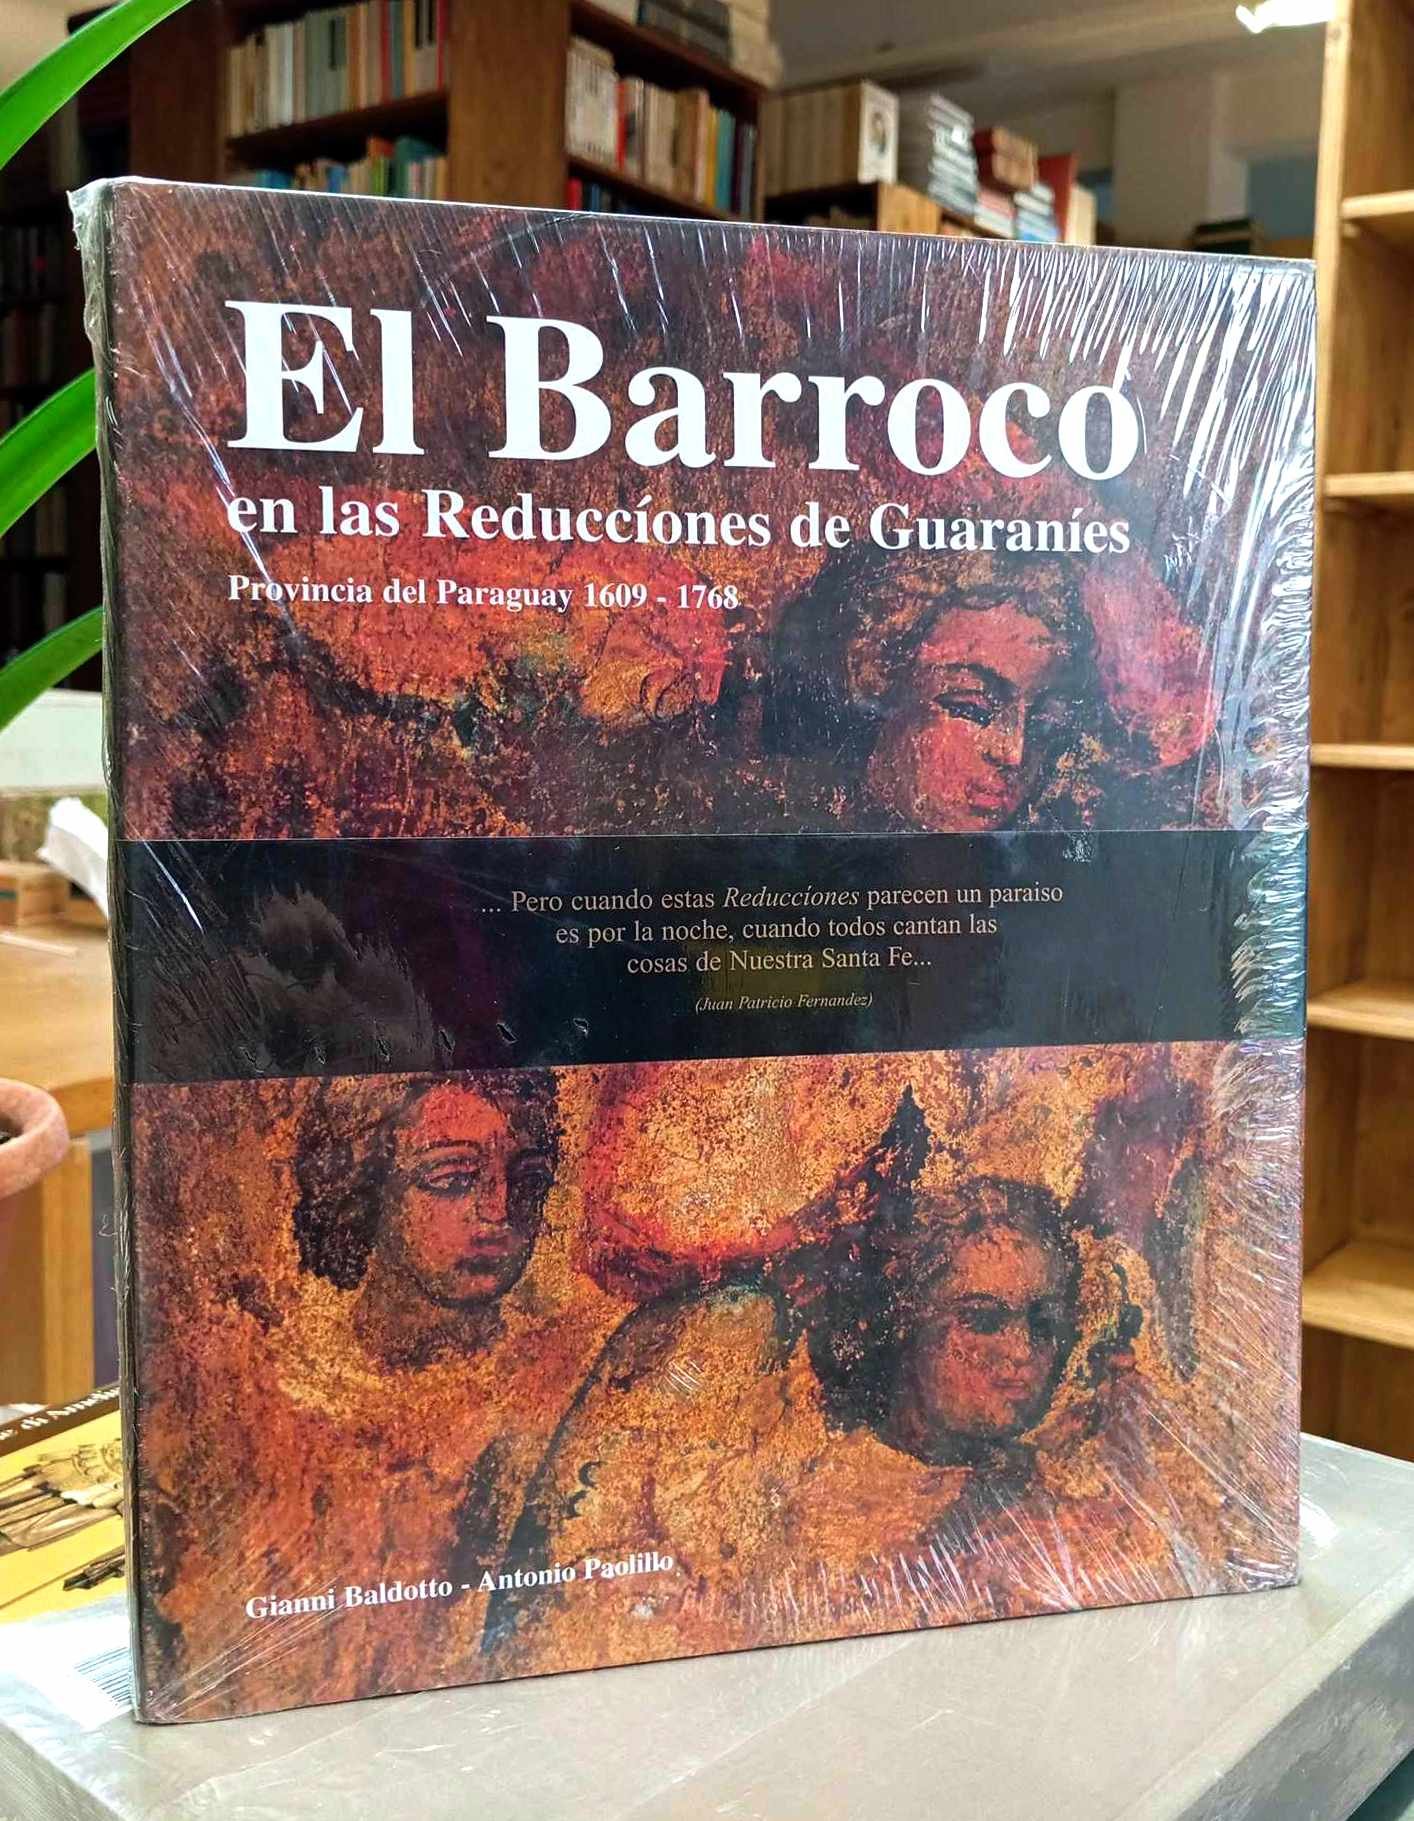 El Barroco
en las Reduccíones de Guaraníes
Provincia del Paraguay 1609 - 1768
... Pero cuando estas Reduccíones parecen un paraiso
es por la noche, cuando todos cantan las
cosas de Nuestra Santa Fe...
(Juan Patricio Fernandez)
Gianni Baldotto - Antonio Paolillo